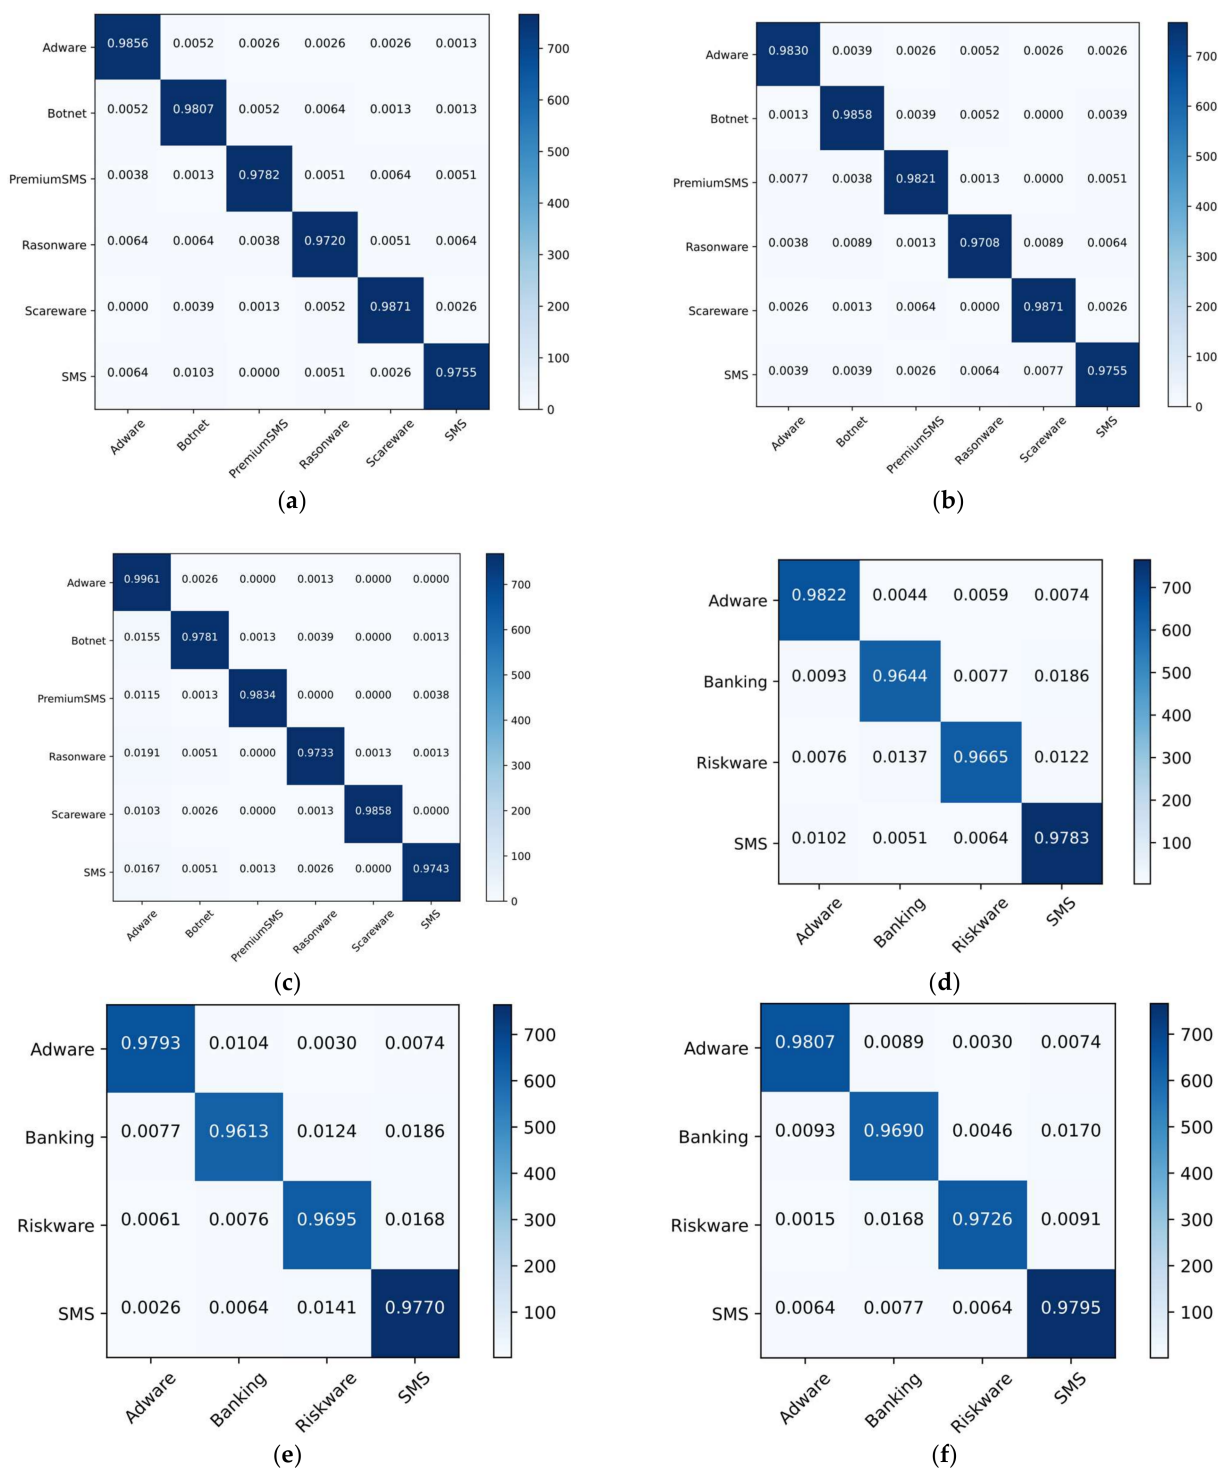 Adware 0.9856 0.0052 0.0026 0.0026 0.0026 0.0013
Botnet 0.0052 0.9807 0.0052 0.0064 0.0013 0.0013
PremiumSMS 0.0038 0.0013 0.9782 0.0051 0.0064 0.0051
Rasonware 0.0064 0.0064 0.0038 0.9720 0.0051 0.0064
Scareware 0.0000 0.0039 0.0013 0.0052 0.9871 0.0026
SMS 0.0064 0.0103 0.0000 0.0051 0.0026 0.9755
Adware Botnet PremiumSMS Rasonware Scareware SMS
700
600
500
400
300
200
100
0
(a)
Adware 0.9830 0.0039 0.0026 0.0052 0.0026 0.0026
Botnet 0.0013 0.9858 0.0039 0.0052 0.0000 0.0039
PremiumSMS 0.0077 0.0038 0.9821 0.0013 0.0000 0.0051
Rasonware 0.0038 0.0089 0.0013 0.9708 0.0089 0.0064
Scareware 0.0026 0.0013 0.0064 0.0000 0.9871 0.0026
SMS 0.0039 0.0039 0.0026 0.0064 0.0077 0.9755
Adware Botnet PremiumSMS Rasonware Scareware SMS
700
600
500
400
300
200
100
0
(b)
Adware 0.9961 0.0026 0.0000 0.0013 0.0000 0.0000
Botnet 0.0155 0.9781 0.0013 0.0039 0.0000 0.0013
PremiumSMS 0.0115 0.0013 0.9834 0.0000 0.0000 0.0038
Rasonware 0.0191 0.0051 0.0000 0.9733 0.0013 0.0013
Scareware 0.0103 0.0026 0.0000 0.0013 0.9858 0.0000
SMS 0.0167 0.0051 0.0013 0.0026 0.0000 0.9743
Adware Botnet PremiumSMS Rasonware Scareware SMS
700
600
500
400
300
200
100
0
(c)
Adware 0.9822 0.0044 0.0059 0.0074
Banking 0.0093 0.9644 0.0077 0.0186
Riskware 0.0076 0.0137 0.9665 0.0122
SMS 0.0102 0.0051 0.0064 0.9783
Adware Banking Riskware SMS
700
600
500
400
300
200
100
(d)
Adware 0.9793 0.0104 0.0030 0.0074
Banking 0.0077 0.9613 0.0124 0.0186
Riskware 0.0061 0.0076 0.9695 0.0168
SMS 0.0026 0.0064 0.0141 0.9770
Adware Banking Riskware SMS
700
600
500
400
300
200
100
(e)
Adware 0.9807 0.0089 0.0030 0.0074
Banking 0.0093 0.9690 0.0046 0.0170
Riskware 0.0015 0.0168 0.9726 0.0091
SMS 0.0064 0.0077 0.0064 0.9795
Adware Banking Riskware SMS
700
600
500
400
300
200
100
(f)